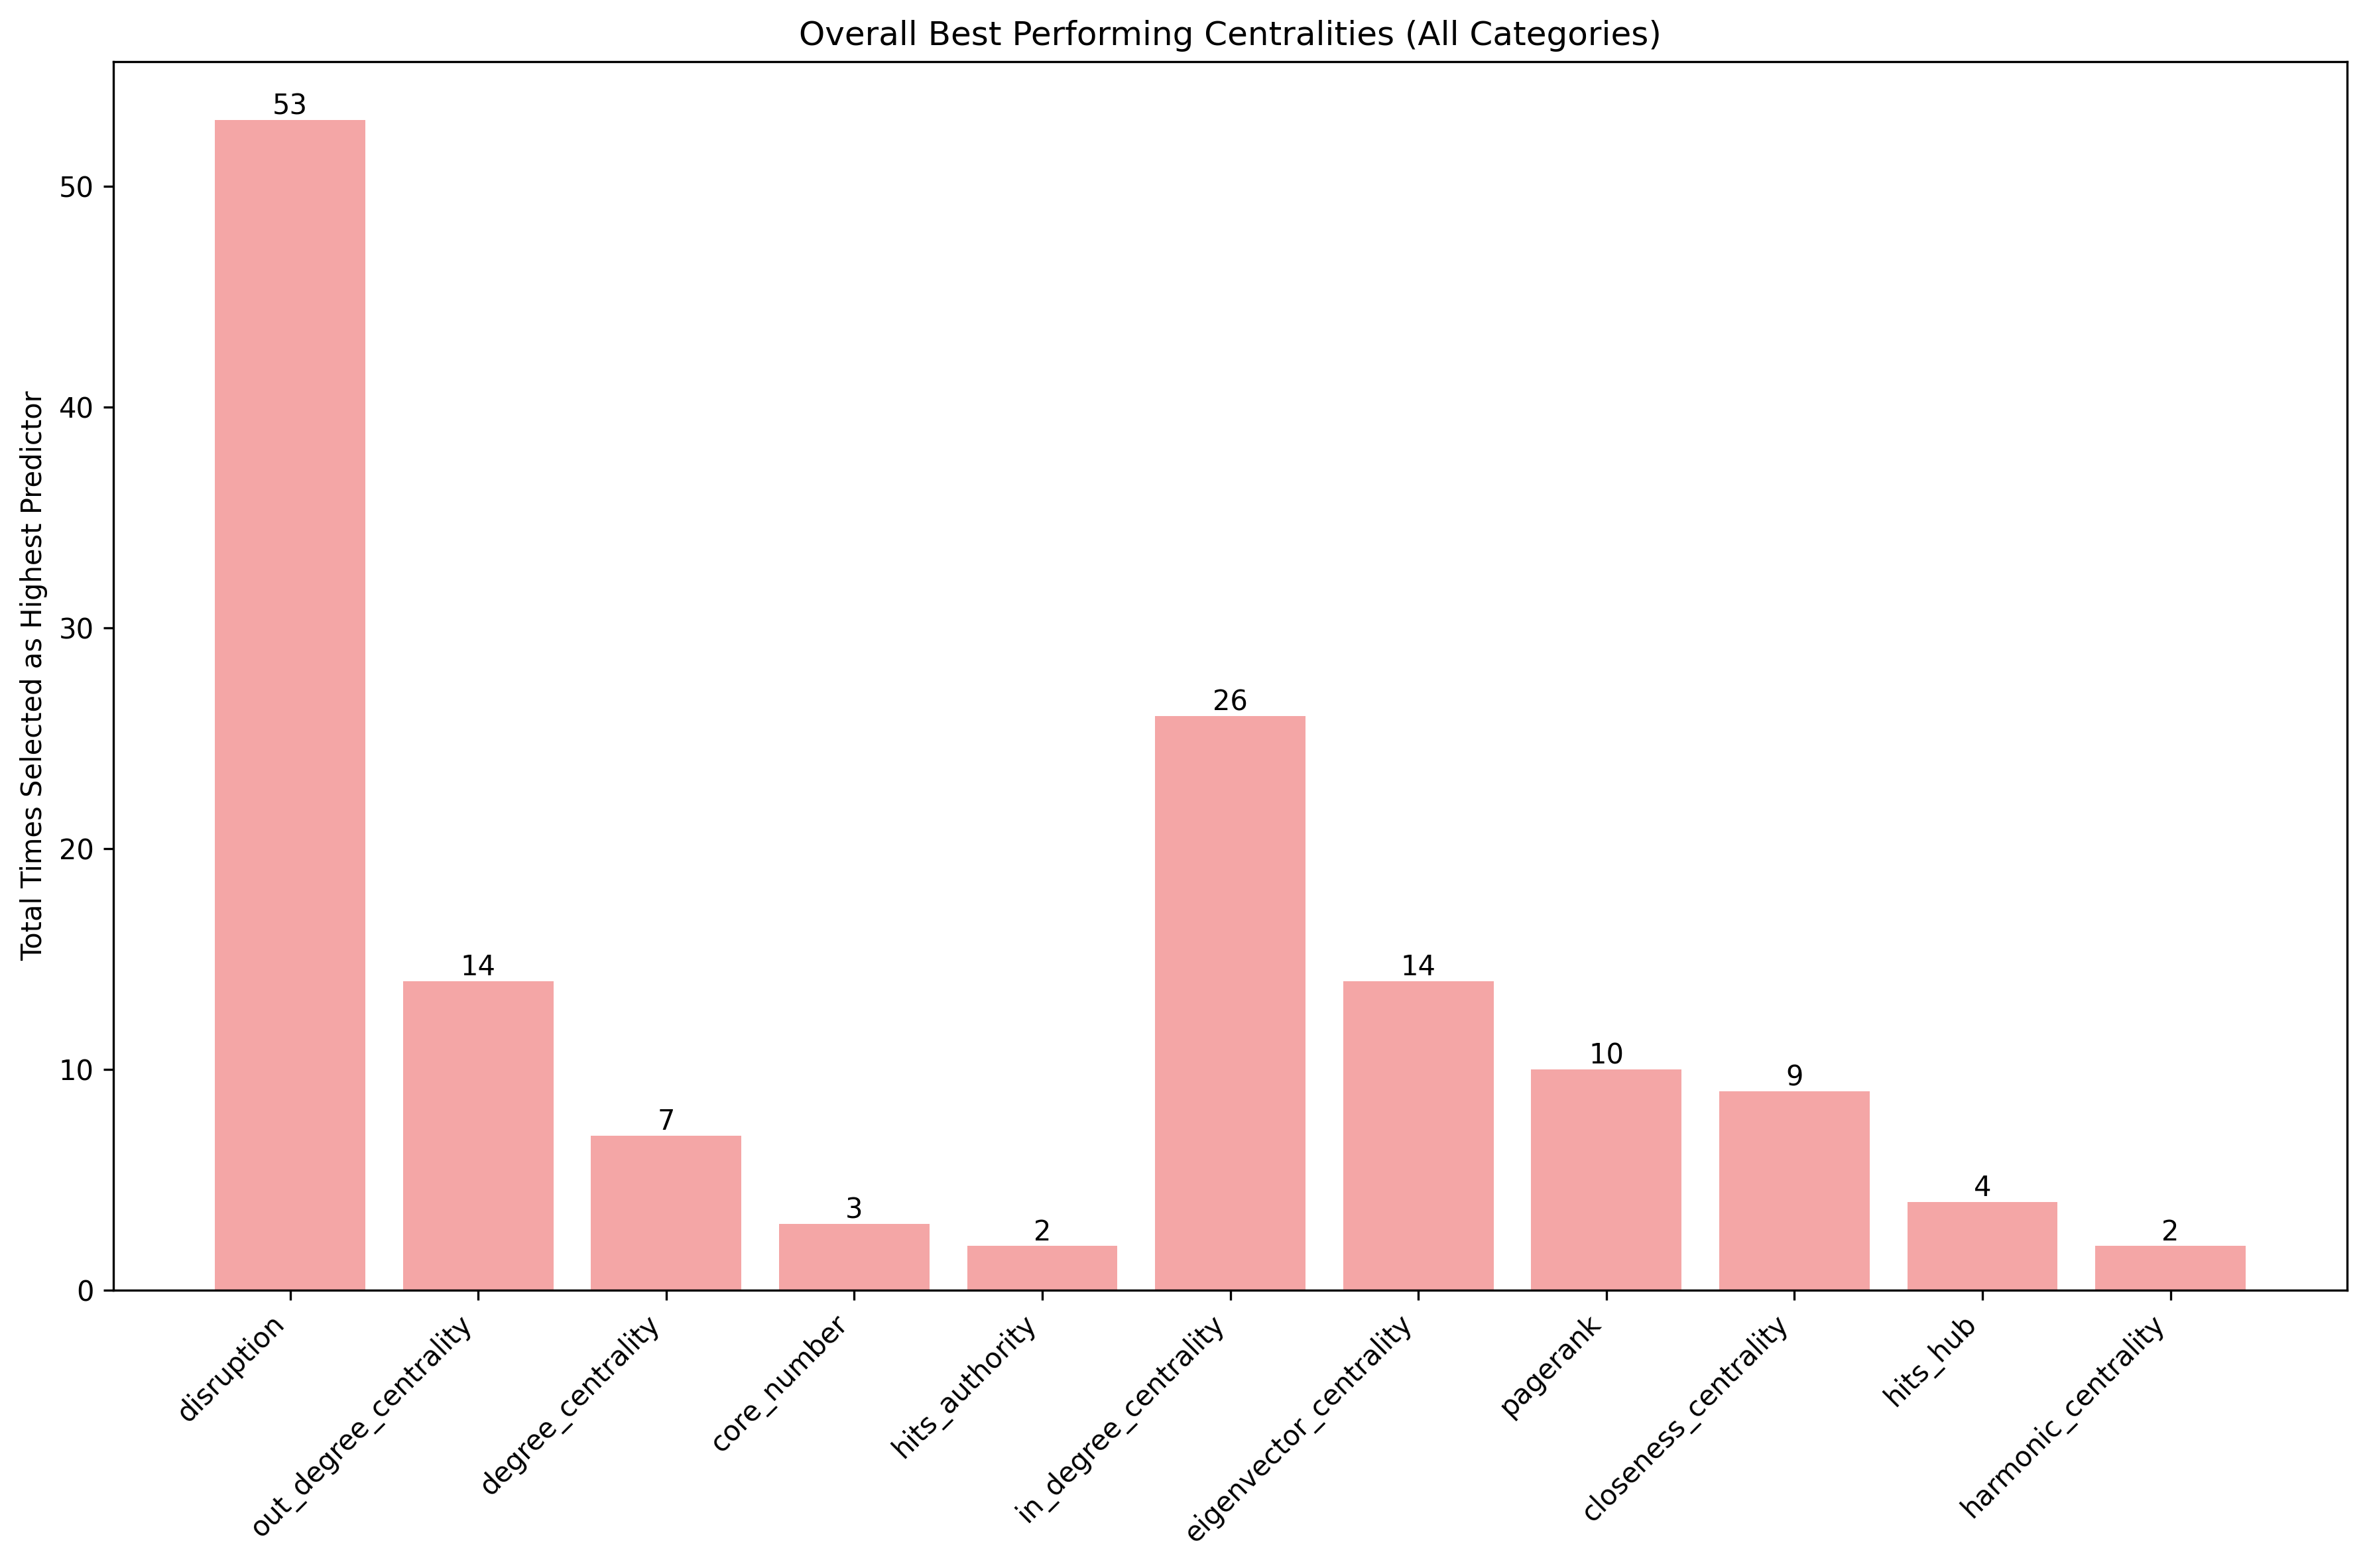 Overall Best Performing Centralities (All Categories)
Total Times Selected as Highest Predictor
50
40
30
20
10
0
53
14
7
3
2
26
14
10
9
4
2
disruption
out_degree_centrality
degree_centrality
core_number
hits_authority
in_degree_centrality
eigenvector_centrality
pagerank
closeness_centrality
hits_hub
harmonic_centrality